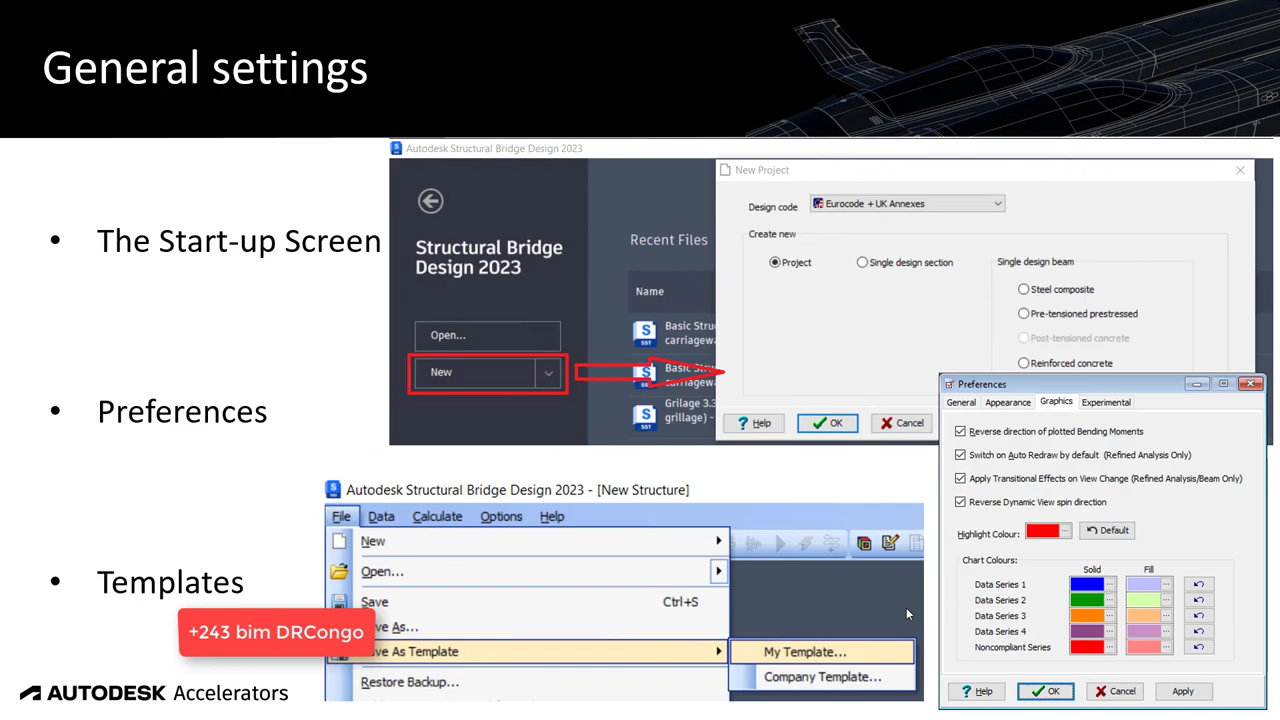 General settings
• The Start-up Screen
• Preferences
• Templates
Autodesk Structural Bridge Design 2023
Structural Bridge
Design 2023
Open...
New
Recent Files
Name
Basic Stru
carriagew
Basic Stru
carriagew
Grilage 3.3
grillage) -
New Project
Design code
Eurocode + UK Annexes
Create new
Project
Single design section
Single design beam
Steel composite
Pre-tensioned prestressed
Post-tensioned concrete
Reinforced concrete
Help
OK
Cancel
Preferences
General Appearance Graphics Experimental
Reverse direction of plotted Bending Moments
Switch on Auto Redraw by default (Refined Analysis Only)
Apply Transitional Effects on View Change (Refined Analysis/Beam Only)
Reverse Dynamic View spin direction
Highlight Colour:
Default
Chart Colours:
Solid Fill
Data Series 1
Data Series 2
Data Series 3
Data Series 4
Noncompliant Series
Help OK Cancel Apply
Autodesk Structural Bridge Design 2023 - [New Structure]
File Data Calculate Options Help
New
Open...
Save Ctrl+S
ve As...
ve As Template
Restore Backup...
My Template...
Company Template...
+243 bim DRCongo
AUTODESK Accelerators